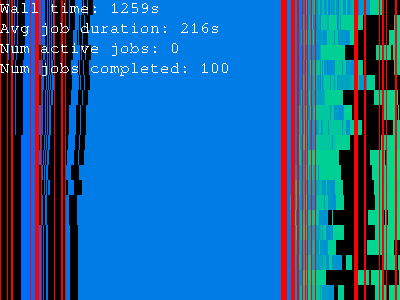 Wall time: 1259s
Avg job duration: 216s
Num active jobs: 0
Num jobs completed: 100